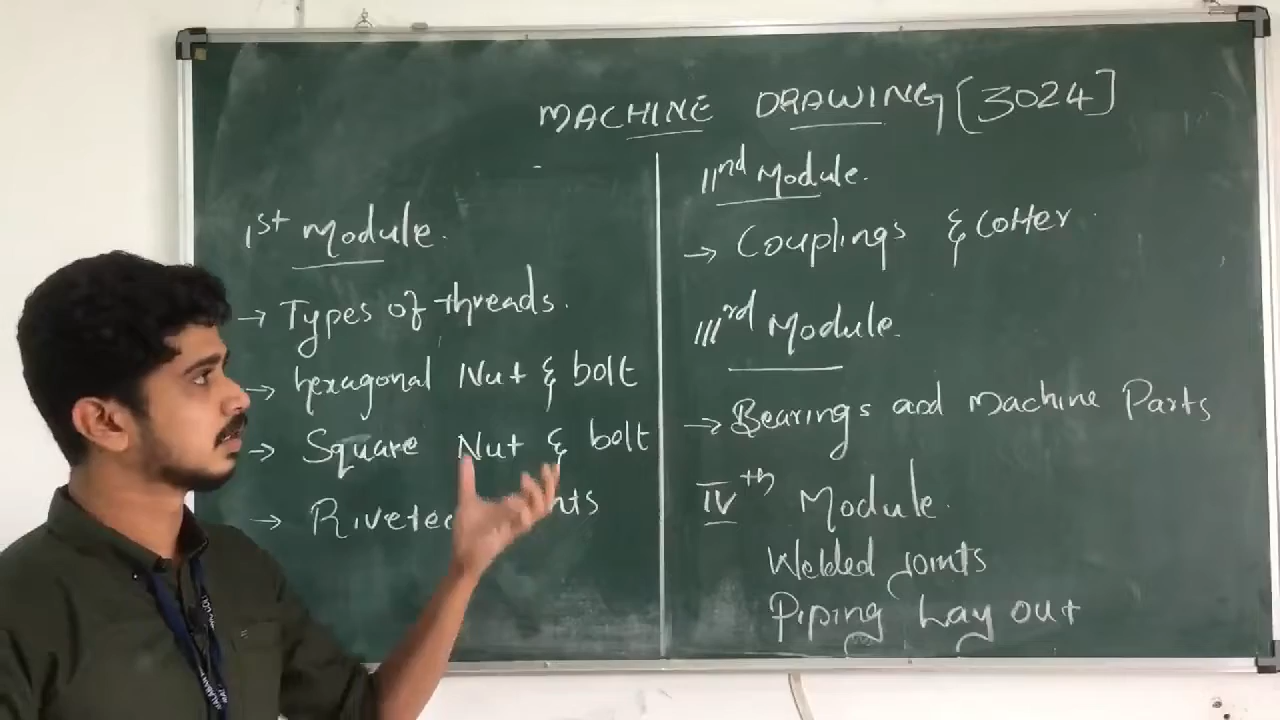 MACHINE DRAWING [3024]
1st Module.
→ Types of threads.
→ hexagonal Nut & bolt
→ Square Nut & bolt
→ Riveted
IInd Module.
→ Couplings & Cotter
IIIrd Module.
→ Bearings and Machine Parts
IVth Module.
Welded joints
Piping Lay out